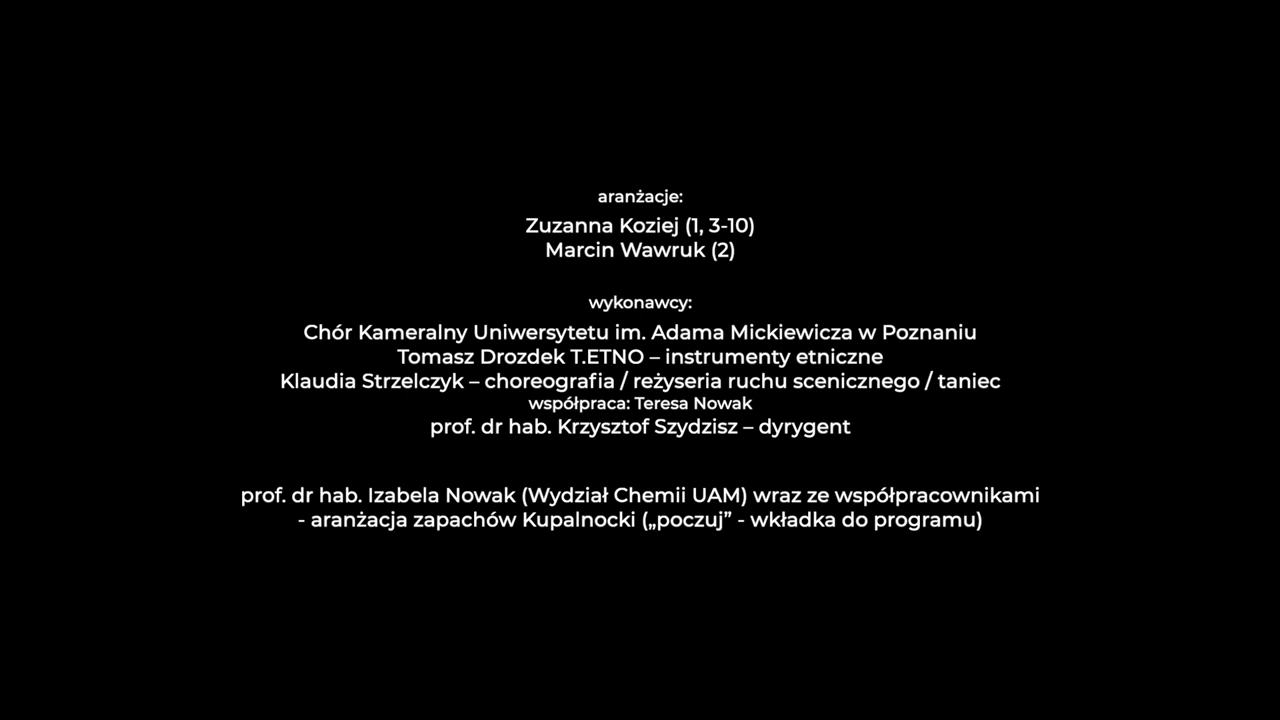 aranżacje:
Zuzanna Koziej (1, 3-10)
Marcin Wawruk (2)
wykonawcy:
Chór Kameralny Uniwersytetu im. Adama Mickiewicza w Poznaniu
Tomasz Drozdek T.ETNO – instrumenty etniczne
Klaudia Strzelczyk – choreografia / reżyseria ruchu scenicznego / taniec
współpraca: Teresa Nowak
prof. dr hab. Krzysztof Szydzisz – dyrygent
prof. dr hab. Izabela Nowak (Wydział Chemii UAM) wraz ze współpracownikami
- aranżacja zapachów Kupalnocki („poczuj” - wkładka do programu)